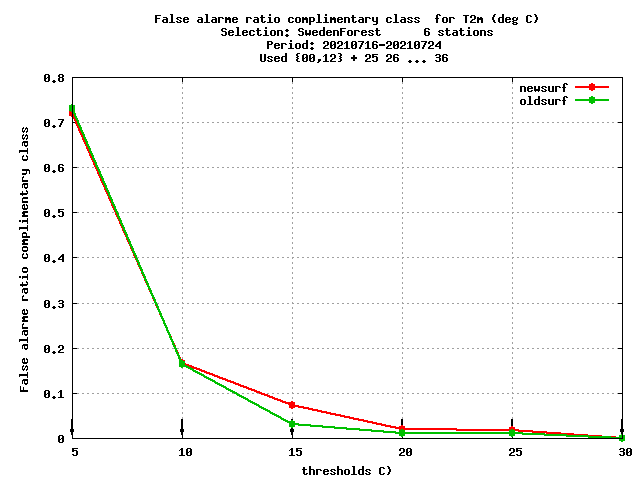 False alarme ratio complimentary class  for T2m (deg C)
Selection: SwedenForest      6 stations
Period: 20210716-20210724
Used {00,12} + 25 26 ... 36
newsurf
oldsurf
False alarme ratio complimentary class
0.8
0.7
0.6
0.5
0.4
0.3
0.2
0.1
0
5 10 15 20 25 30
thresholds C)